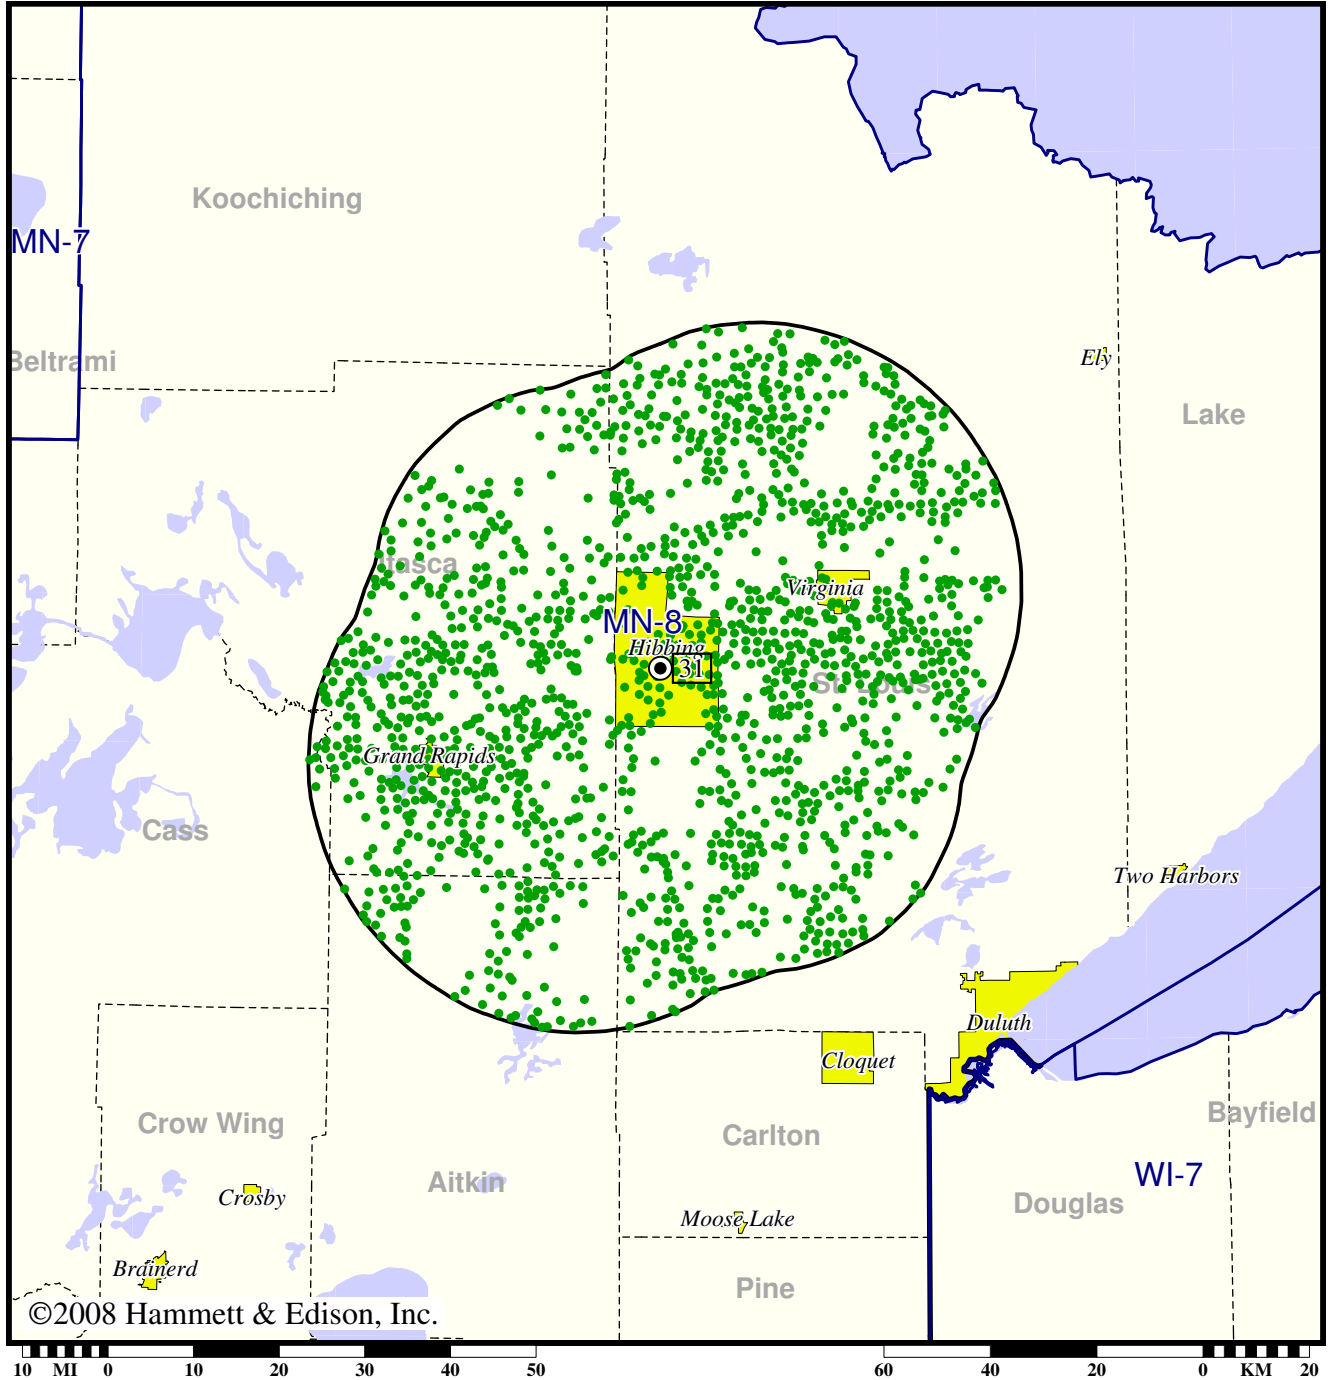 Koochiching
MN-7
Beltrami
Ely
Lake
Itasca
Virginia
MN-8
Hibbing
31
St. Louis
Grand Rapids
Cass
Two Harbors
Duluth
Cloquet
Crow Wing
Carlton
Bayfield
Aitkin
WI-7
Crosby
Douglas
Moose Lake
Brainerd
Pine
©2008 Hammett & Edison, Inc.
10 MI 0 10 20 30 40 50 60 40 20 0 KM 20